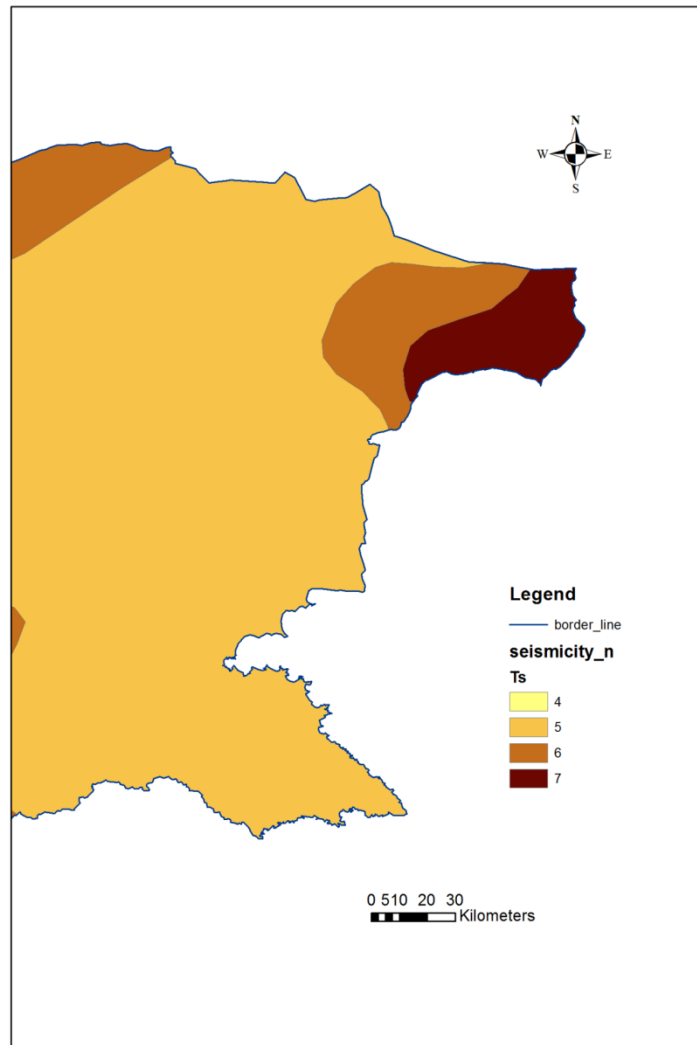 N
W E
S
Legend
border_line
seismicity_n
Ts
4
5
6
7
0 510 20 30
Kilometers